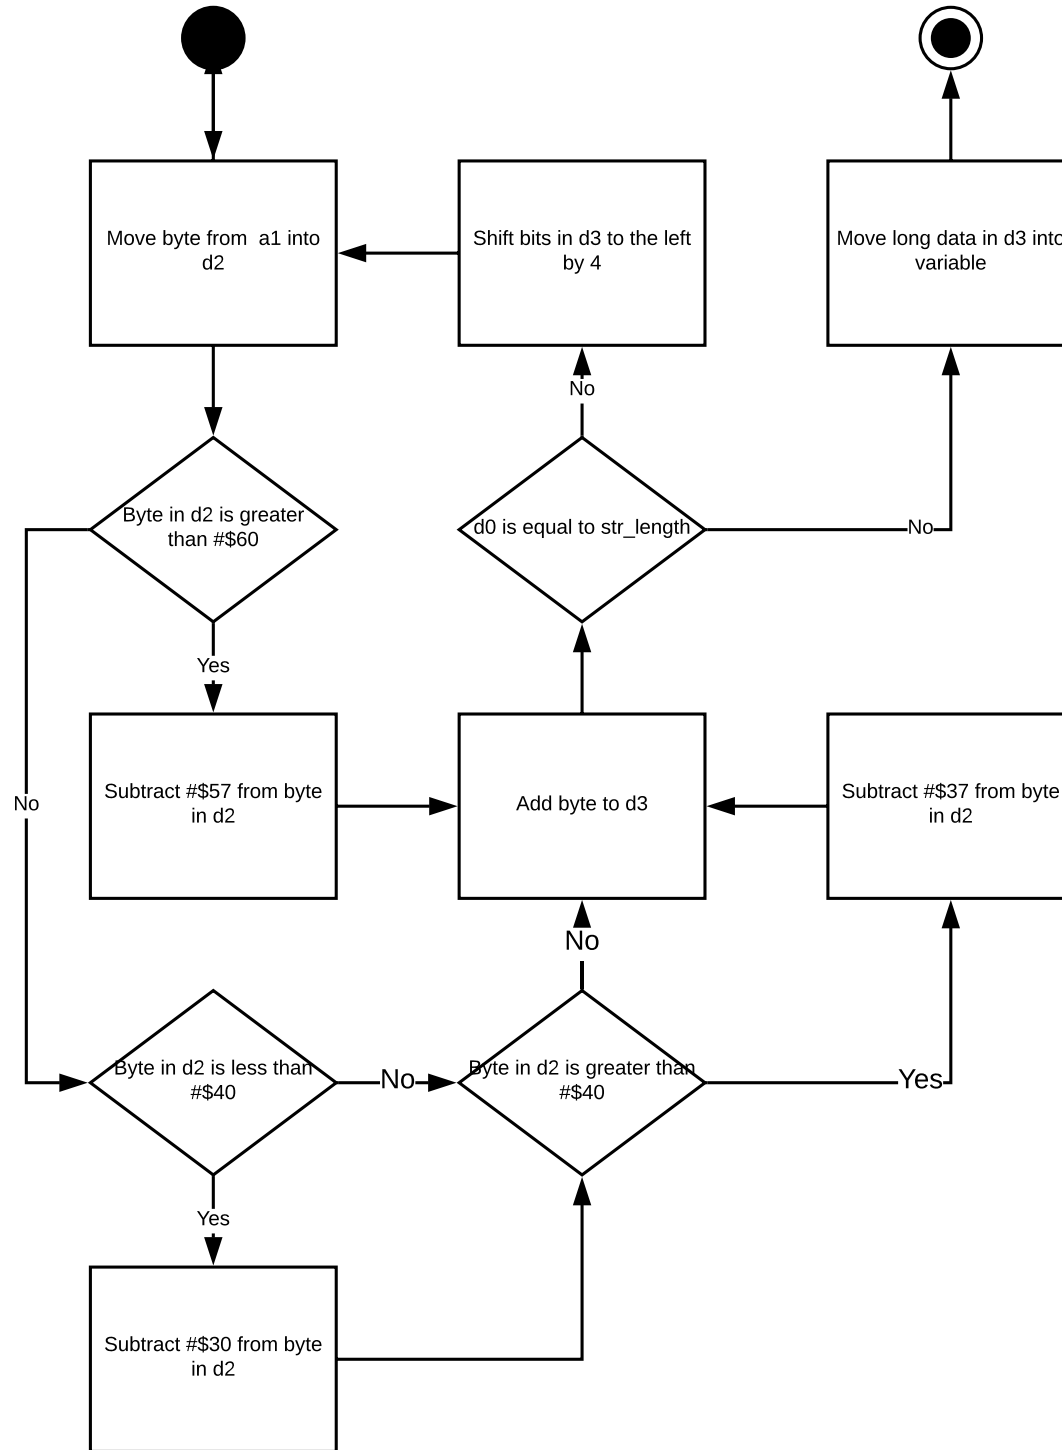 Move byte from  a1 into
d2
Shift bits in d3 to the left
by 4
Move long data in d3 into
variable
No
Byte in d2 is greater
than #$60
d0 is equal to str_length
No
Yes
Subtract #$57 from byte
in d2
No
Add byte to d3
Subtract #$37 from byte
in d2
No
Byte in d2 is less than
#$40
No
Byte in d2 is greater than
#$40
Yes
Yes
Subtract #$30 from byte
in d2